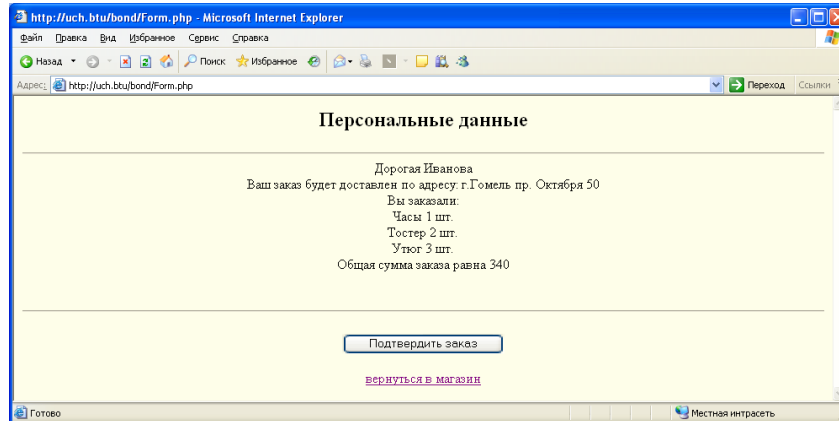 http://uch.btu/bond/Form.php - Microsoft Internet Explorer
Файл Правка Вид Избранное Сервис Справка
Назад Поиск Избранное
Адрес: http://uch.btu/bond/Form.php Переход Ссылки
Персональные данные
Дорогая Иванова
Ваш заказ будет доставлен по адресу: г.Гомель пр. Октября 50
Вы заказали:
Часы 1 шт.
Тостер 2 шт.
Утюг 3 шт.
Общая сумма заказа равна 340
Подтвердить заказ
вернуться в магазин
Готово Местная интрасеть